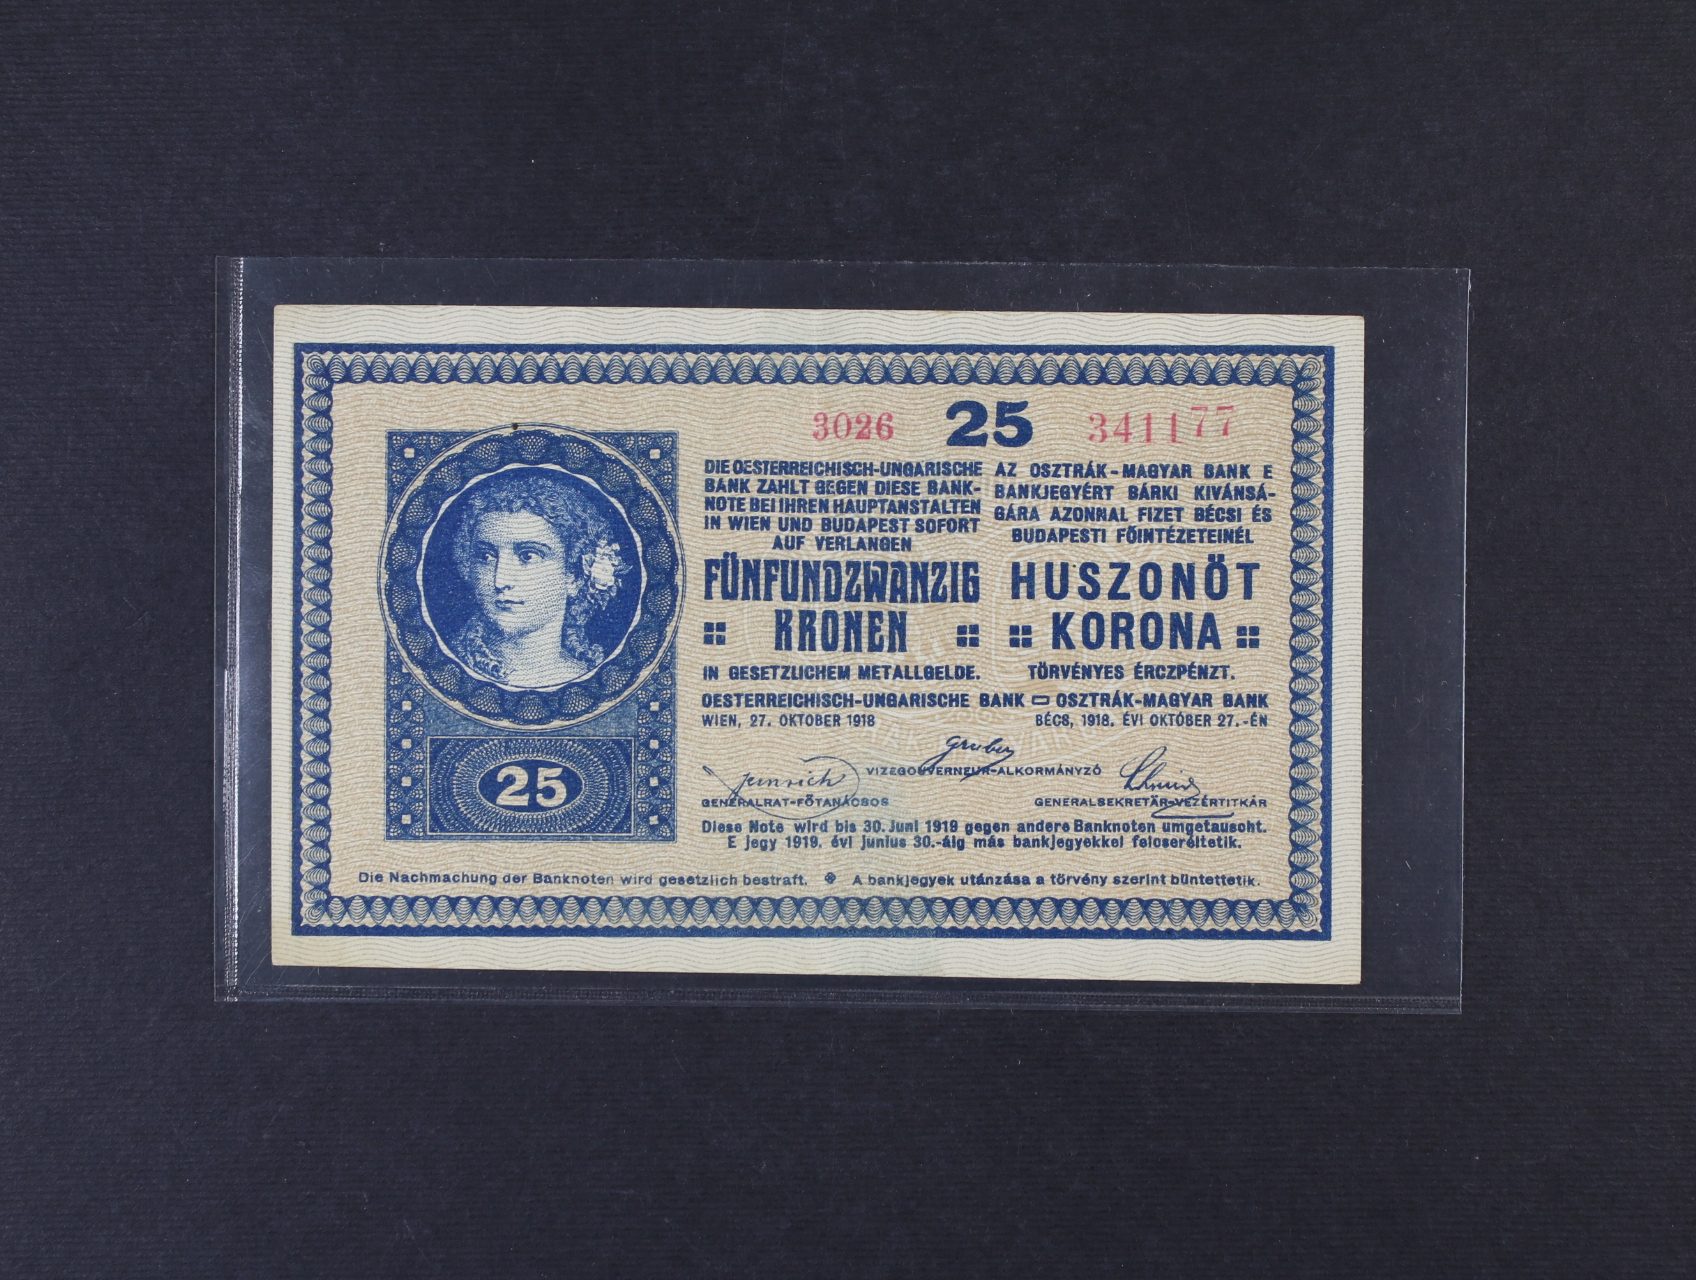 3026 25 341177
DIE OESTERREICHISCH-UNGARISCHE
BANK ZAHLT GEGEN DIESE BANK-
NOTE BEI IHREN HAUPTANSTALTEN
IN WIEN UND BUDAPEST SOFORT
AUF VERLANGEN
FÜNFUNDZWANZIG
KRONEN
IN GESETZLICHEM METALLGELDE.
AZ OSZTRÁK-MAGYAR BANK E
BANKJEGYÉRT BÁRKI KIVÁNSÁ-
GÁRA AZONNAL FIZET BÉCSI ÉS
BUDAPESTI FŐINTÉZETEINÉL
HUSZONÖT
KORONA
TÖRVÉNYES ÉRCZPÉNZT.
OESTERREICHISCH-UNGARISCHE BANK OSZTRÁK-MAGYAR BANK
WIEN, 27. OKTOBER 1918 BÉCS, 1918. ÉVI OKTÓBER 27.-ÉN
Gruber
VIZEGOUVERNEUR-ALKORMÁNYZÓ
GENERALRAT-FŐTANÁCSOS GENERALSEKRETÄR-VEZÉRTITKÁR
Diese Note wird bis 30. Juni 1919 gegen andere Banknoten umgetauscht.
E jegy 1919. évi junius 30.-áig más bankjegyekkel felcseréltetik.
25
Die Nachmachung der Banknoten wird gesetzlich bestraft. A bankjegyek utánzása a törvény szerint büntettetik.